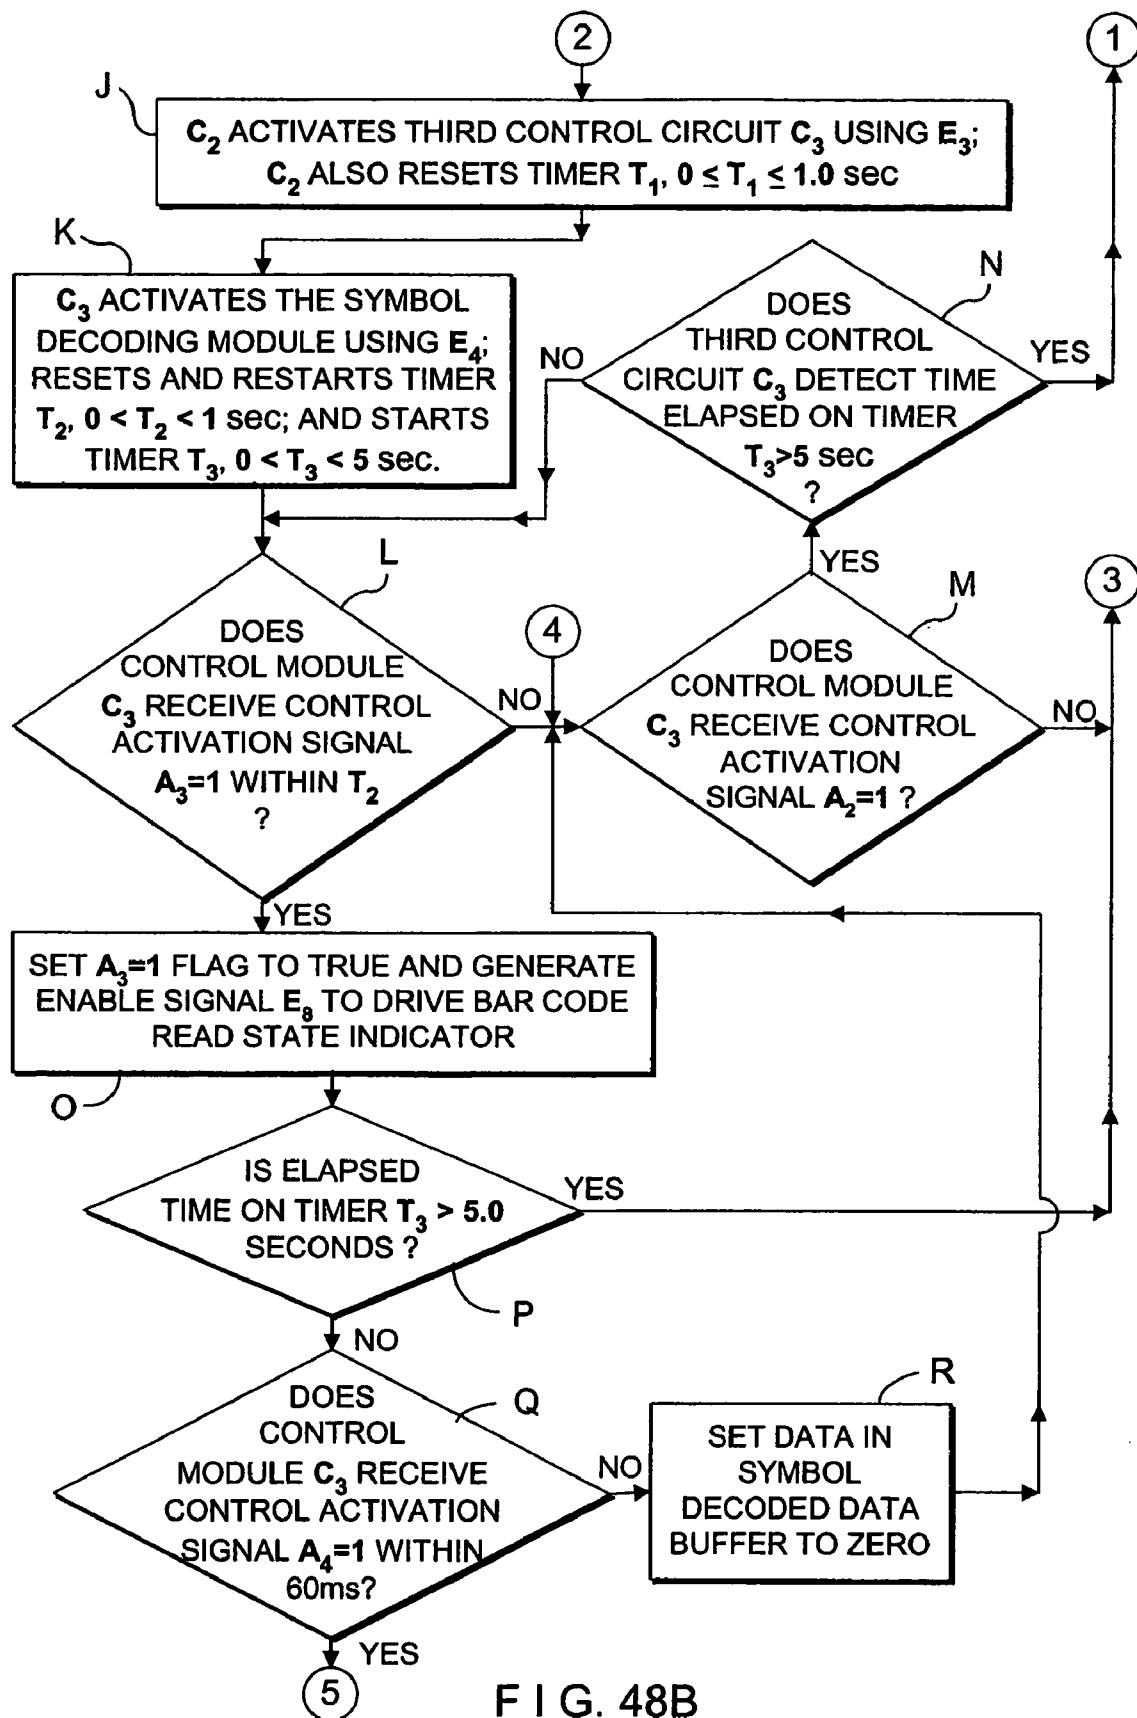 2
1
J
C₂ ACTIVATES THIRD CONTROL CIRCUIT C₃ USING E₃;
C₂ ALSO RESETS TIMER T₁, 0 ≤ T₁ ≤ 1.0 sec
K
C₃ ACTIVATES THE SYMBOL
DECODING MODULE USING E₄;
RESETS AND RESTARTS TIMER
T₂, 0 < T₂ < 1 sec; AND STARTS
TIMER T₃, 0 < T₃ < 5 sec.
N
DOES
THIRD CONTROL
CIRCUIT C₃ DETECT TIME
ELAPSED ON TIMER
T₃>5 sec
?
NO
YES
L
DOES
CONTROL MODULE
C₃ RECEIVE CONTROL
ACTIVATION SIGNAL
A₃=1 WITHIN T₂
?
NO
4
YES
M
DOES
CONTROL MODULE
C₃ RECEIVE CONTROL
ACTIVATION
SIGNAL A₂=1 ?
NO
3
YES
SET A₃=1 FLAG TO TRUE AND GENERATE
ENABLE SIGNAL E₈ TO DRIVE BAR CODE
READ STATE INDICATOR
O
IS ELAPSED
TIME ON TIMER T₃ > 5.0
SECONDS ?
YES
P
NO
DOES
CONTROL
MODULE C₃ RECEIVE
CONTROL ACTIVATION
SIGNAL A₄=1 WITHIN
60ms?
Q
NO
R
SET DATA IN
SYMBOL
DECODED DATA
BUFFER TO ZERO
YES
5
FIG. 48B